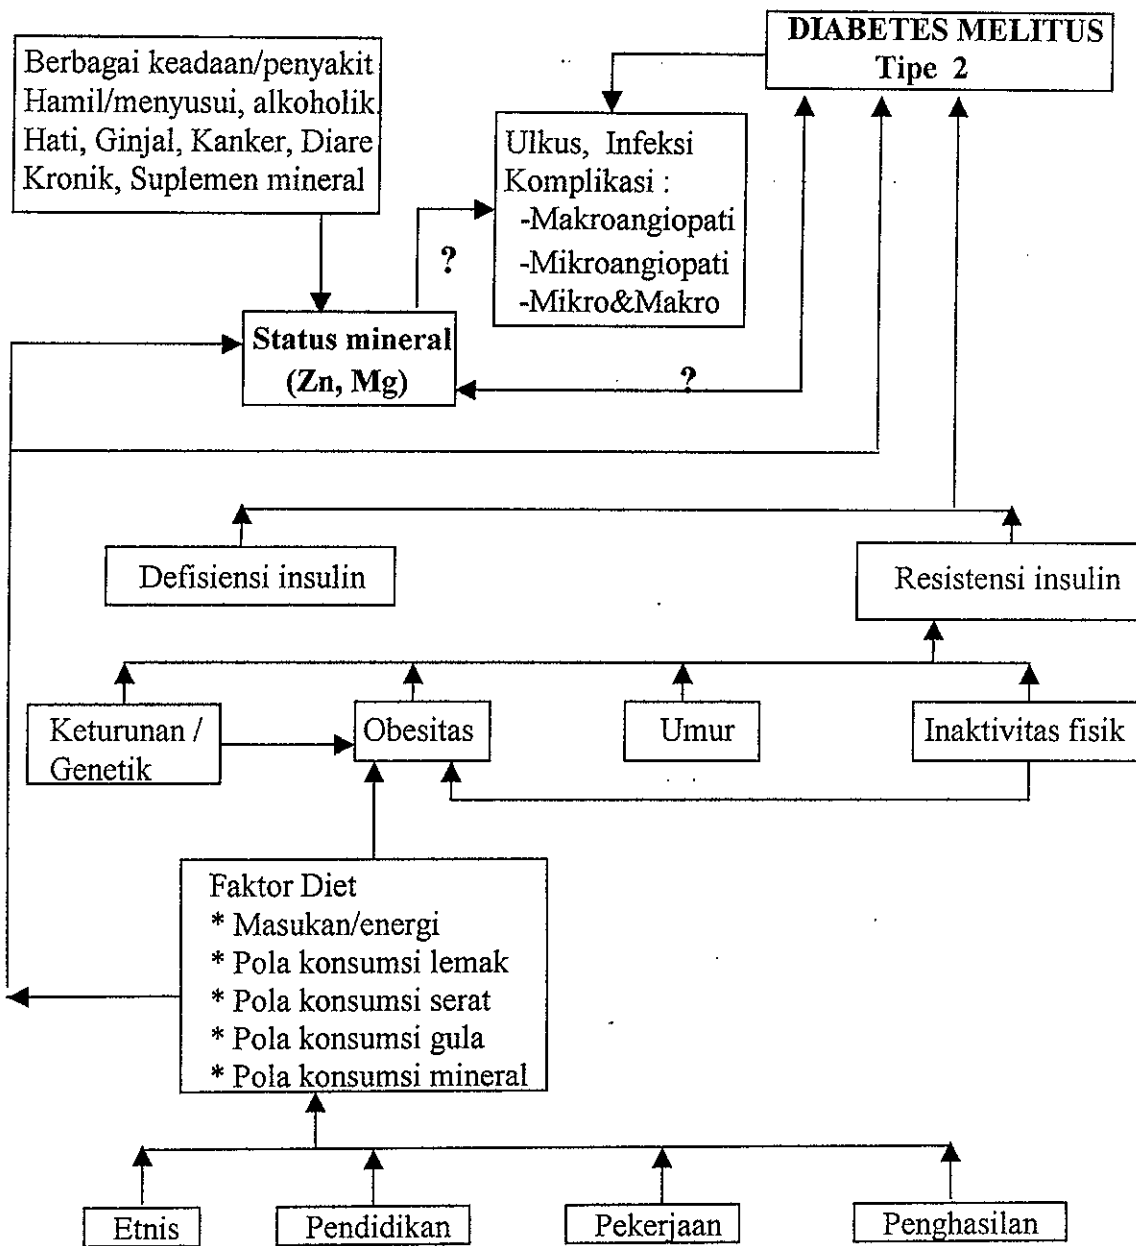 DIABETES MELITUS
Tipe 2
Berbagai keadaan/penyakit
Hamil/menyusui, alkoholik
Hati, Ginjal, Kanker, Diare
Kronik, Suplemen mineral
Ulkus, Infeksi
Komplikasi :
-Makroangiopati
-Mikroangiopati
-Mikro&Makro
?
Status mineral
(Zn, Mg)
?
Defisiensi insulin
Resistensi insulin
Keturunan /
Genetik
Obesitas
Umur
Inaktivitas fisik
Faktor Diet
* Masukan/energi
* Pola konsumsi lemak
* Pola konsumsi serat
* Pola konsumsi gula
* Pola konsumsi mineral
Etnis
Pendidikan
Pekerjaan
Penghasilan